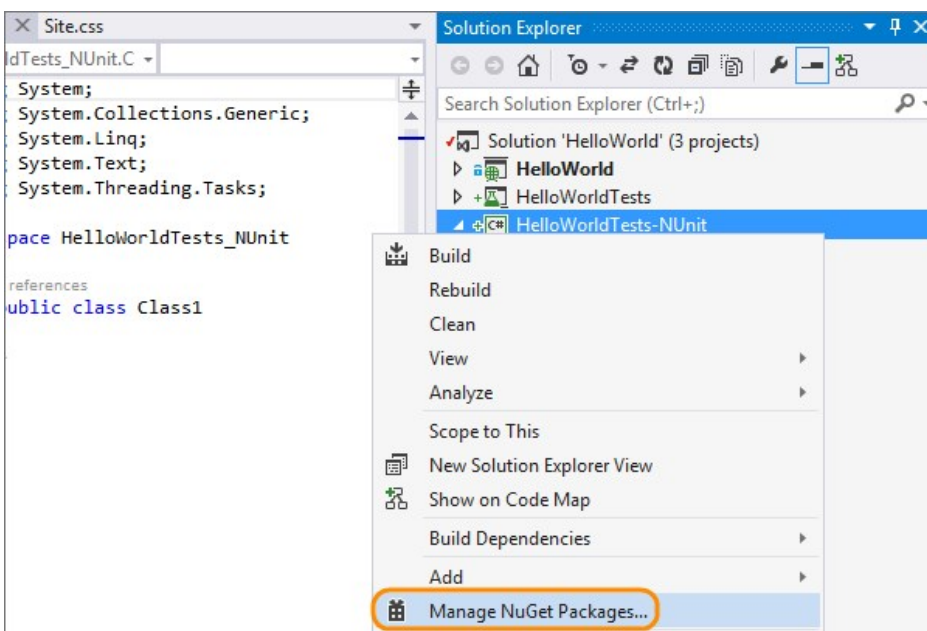 Site.css
ldTests_NUnit.C
System;
System.Collections.Generic;
System.Linq;
System.Text;
System.Threading.Tasks;
pace HelloWorldTests_NUnit
references
ublic class Class1
Solution Explorer
Search Solution Explorer (Ctrl+;)
Solution 'HelloWorld' (3 projects)
HelloWorld
HelloWorldTests
C# HelloWorldTests-NUnit
Build
Rebuild
Clean
View
Analyze
Scope to This
New Solution Explorer View
Show on Code Map
Build Dependencies
Add
Manage NuGet Packages...